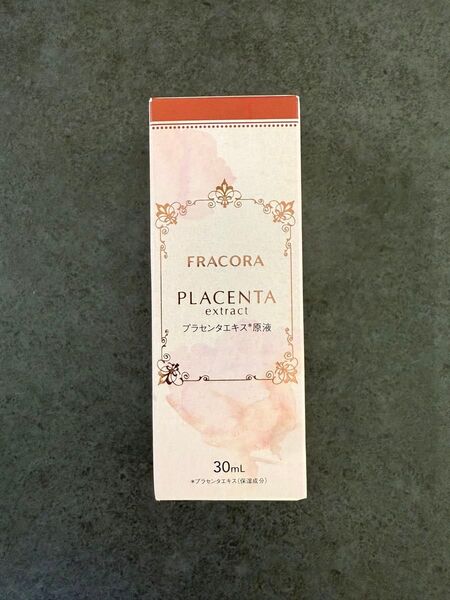 FRACORA
PLACENTA
extract
プラセンタエキス*原液
30mL
*プラセンタエキス(保湿成分)